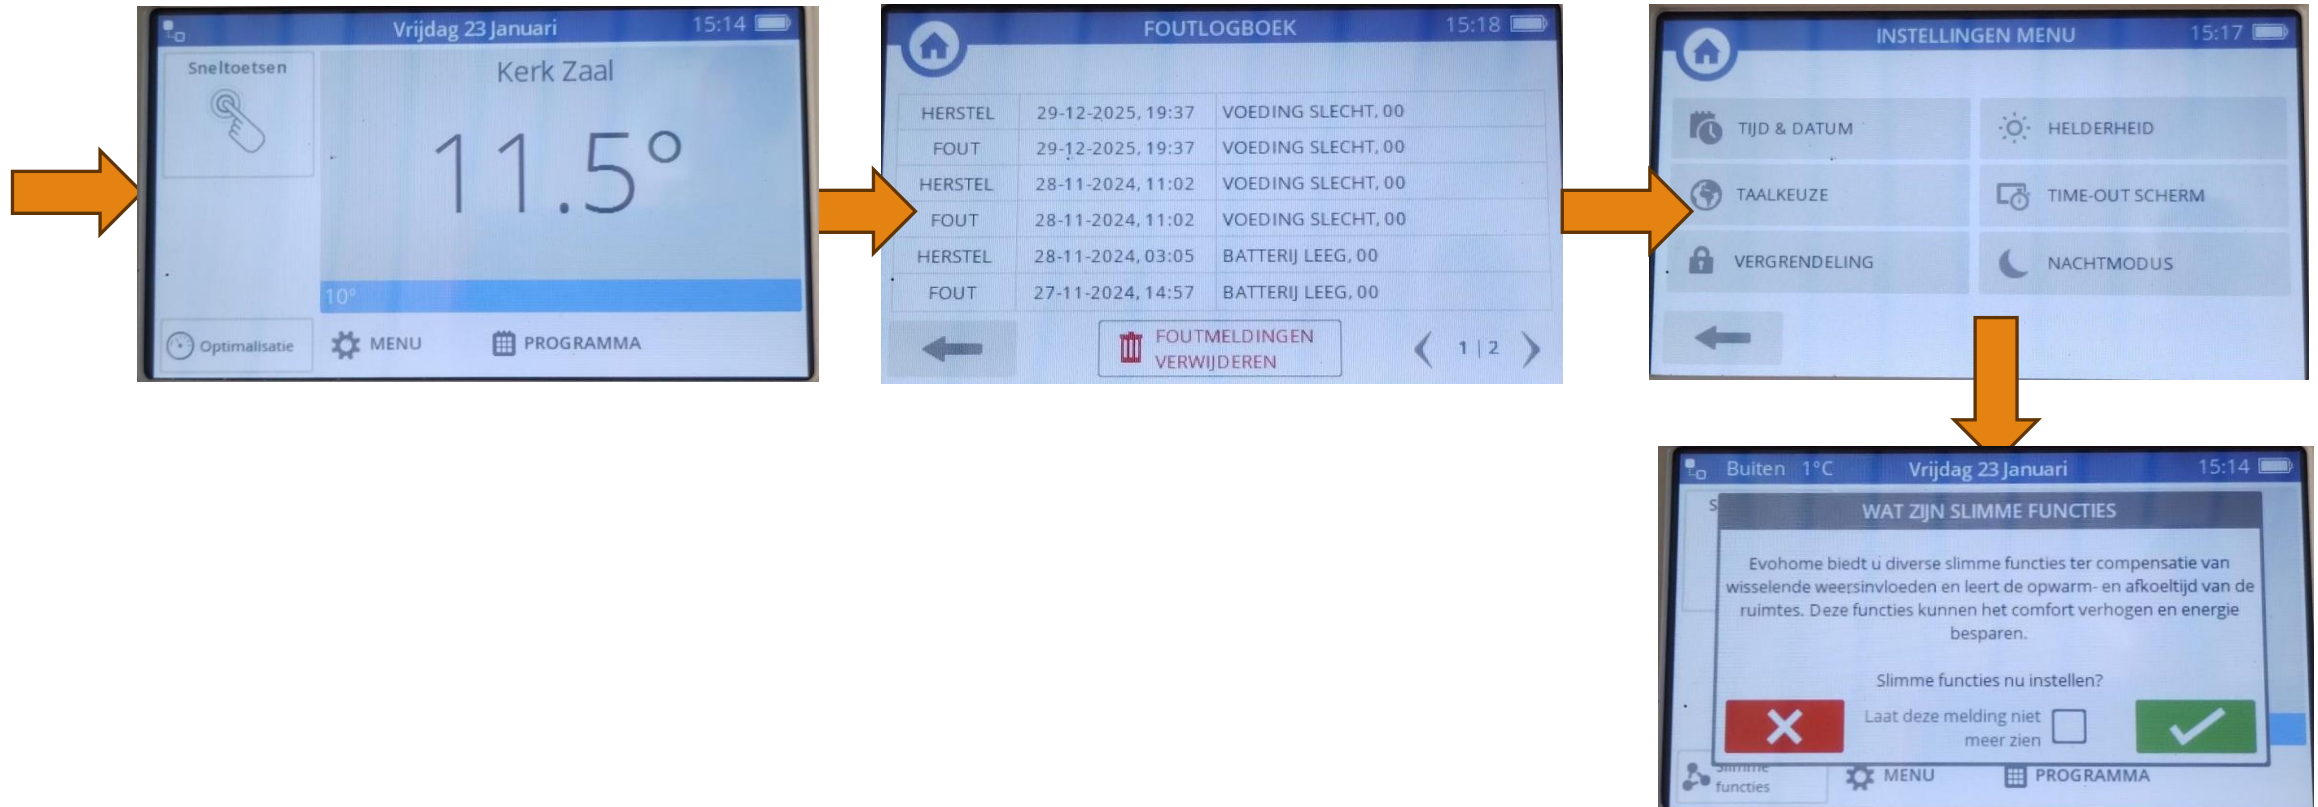 Vrijdag 23 Januari 15:14
Sneltoetsen
Kerk Zaal
11.5°
10°
Optimalisatie
MENU
PROGRAMMA
FOUTLOGBOEK 15:18
HERSTEL 29-12-2025, 19:37 VOEDING SLECHT, 00
FOUT 29-12-2025, 19:37 VOEDING SLECHT, 00
HERSTEL 28-11-2024, 11:02 VOEDING SLECHT, 00
FOUT 28-11-2024, 11:02 VOEDING SLECHT, 00
HERSTEL 28-11-2024, 03:05 BATTERIJ LEEG, 00
FOUT 27-11-2024, 14:57 BATTERIJ LEEG, 00
FOUTMELDINGEN
VERWIJDEREN
1 | 2
INSTELLINGEN MENU 15:17
TIJD & DATUM
HELDERHEID
TAALKEUZE
TIME-OUT SCHERM
VERGRENDELING
NACHTMODUS
Buiten 1°C Vrijdag 23 Januari 15:14
S
WAT ZIJN SLIMME FUNCTIES
Evohome biedt u diverse slimme functies ter compensatie van
wisselende weersinvloeden en leert de opwarm- en afkoeltijd van de
ruimtes. Deze functies kunnen het comfort verhogen en energie
besparen.
Slimme functies nu instellen?
Laat deze melding niet
meer zien
Slimme
functies
MENU
PROGRAMMA